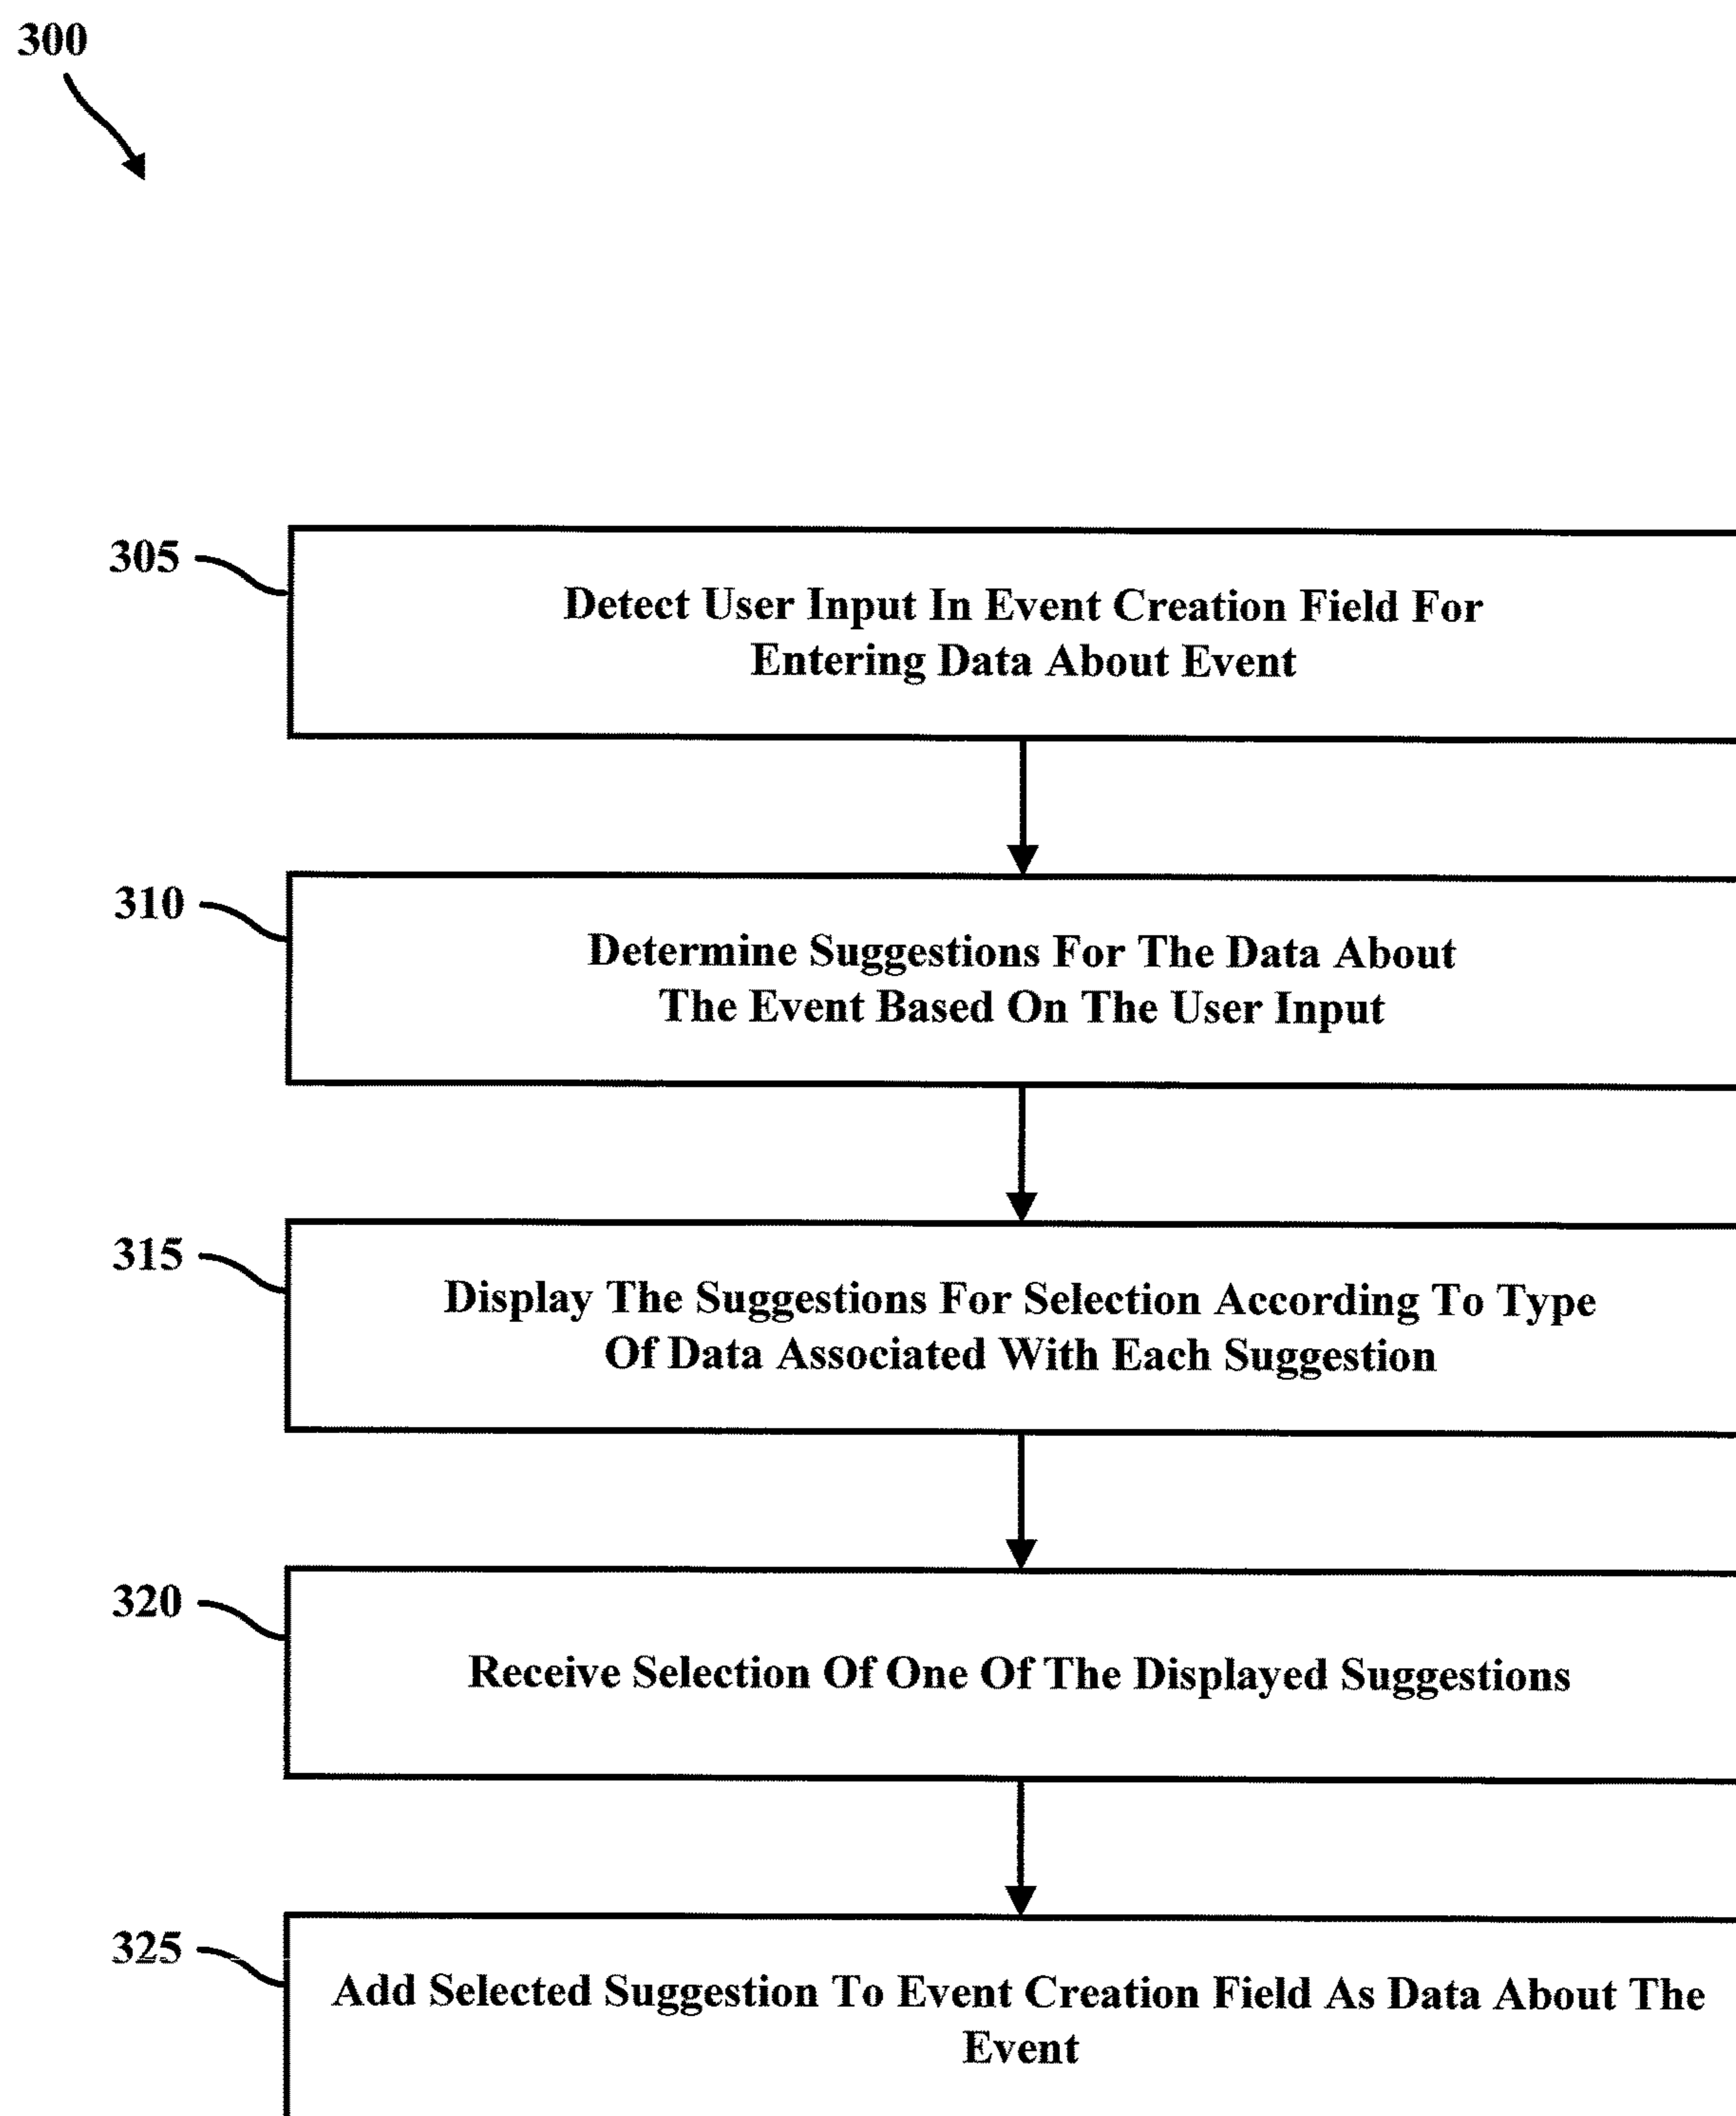 300
305
Detect User Input In Event Creation Field For
Entering Data About Event
310
Determine Suggestions For The Data About
The Event Based On The User Input
315
Display The Suggestions For Selection According To Type
Of Data Associated With Each Suggestion
320
Receive Selection Of One Of The Displayed Suggestions
325
Add Selected Suggestion To Event Creation Field As Data About The
Event